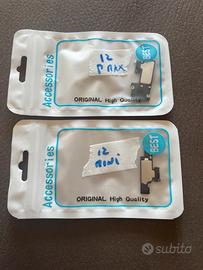 Accessories
BEST
12
P MAX
ORIGINAL High Quality
Accessories
BEST
12
MINI
ORIGINAL High Quality
subito